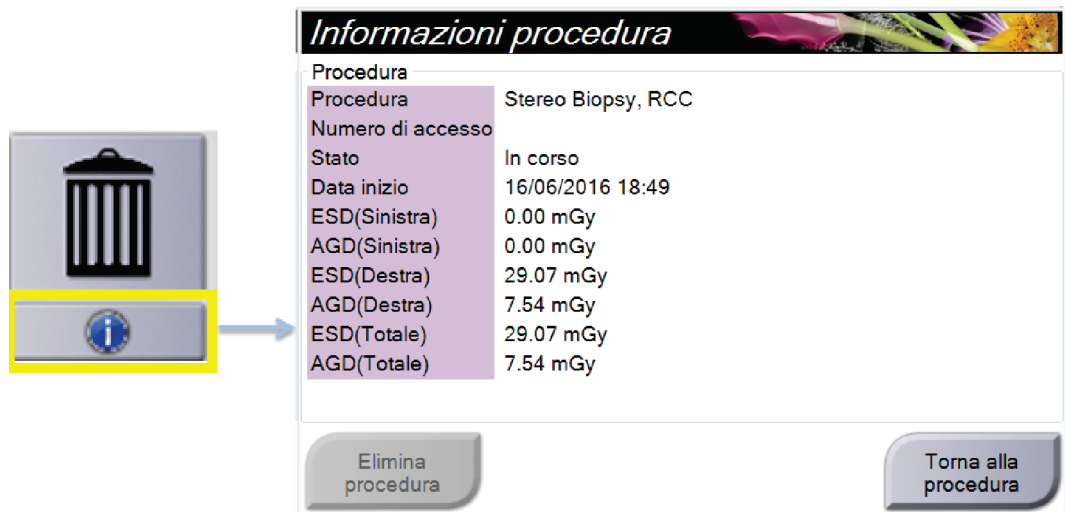 Informazioni procedura
Procedura
Procedura Stereo Biopsy, RCC
Numero di accesso
Stato In corso
Data inizio 16/06/2016 18:49
ESD(Sinistra) 0.00 mGy
AGD(Sinistra) 0.00 mGy
ESD(Destra) 29.07 mGy
AGD(Destra) 7.54 mGy
ESD(Totale) 29.07 mGy
AGD(Totale) 7.54 mGy
Elimina
procedura
Torna alla
procedura